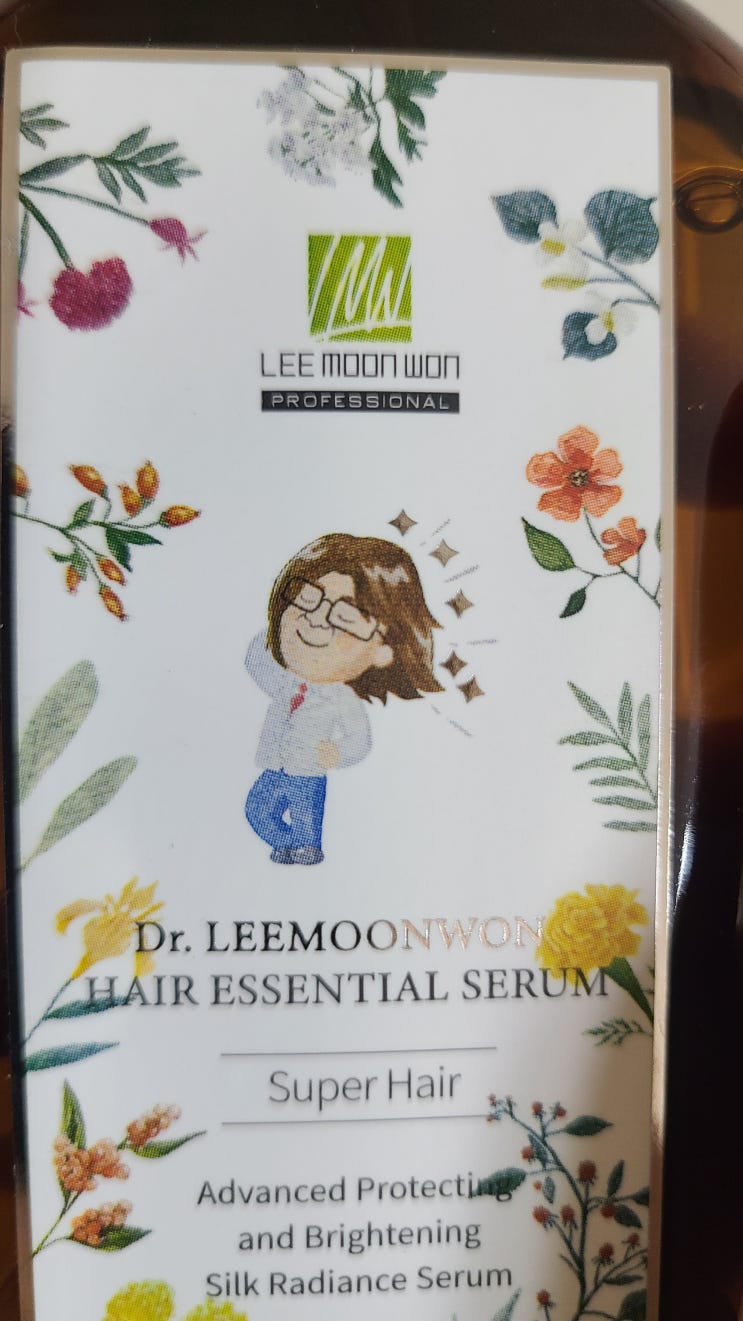 LEE MOON WON
PROFESSIONAL
Dr. LEEMOONWON
HAIR ESSENTIAL SERUM
Super Hair
Advanced Protecting
and Brightening
Silk Radiance Serum